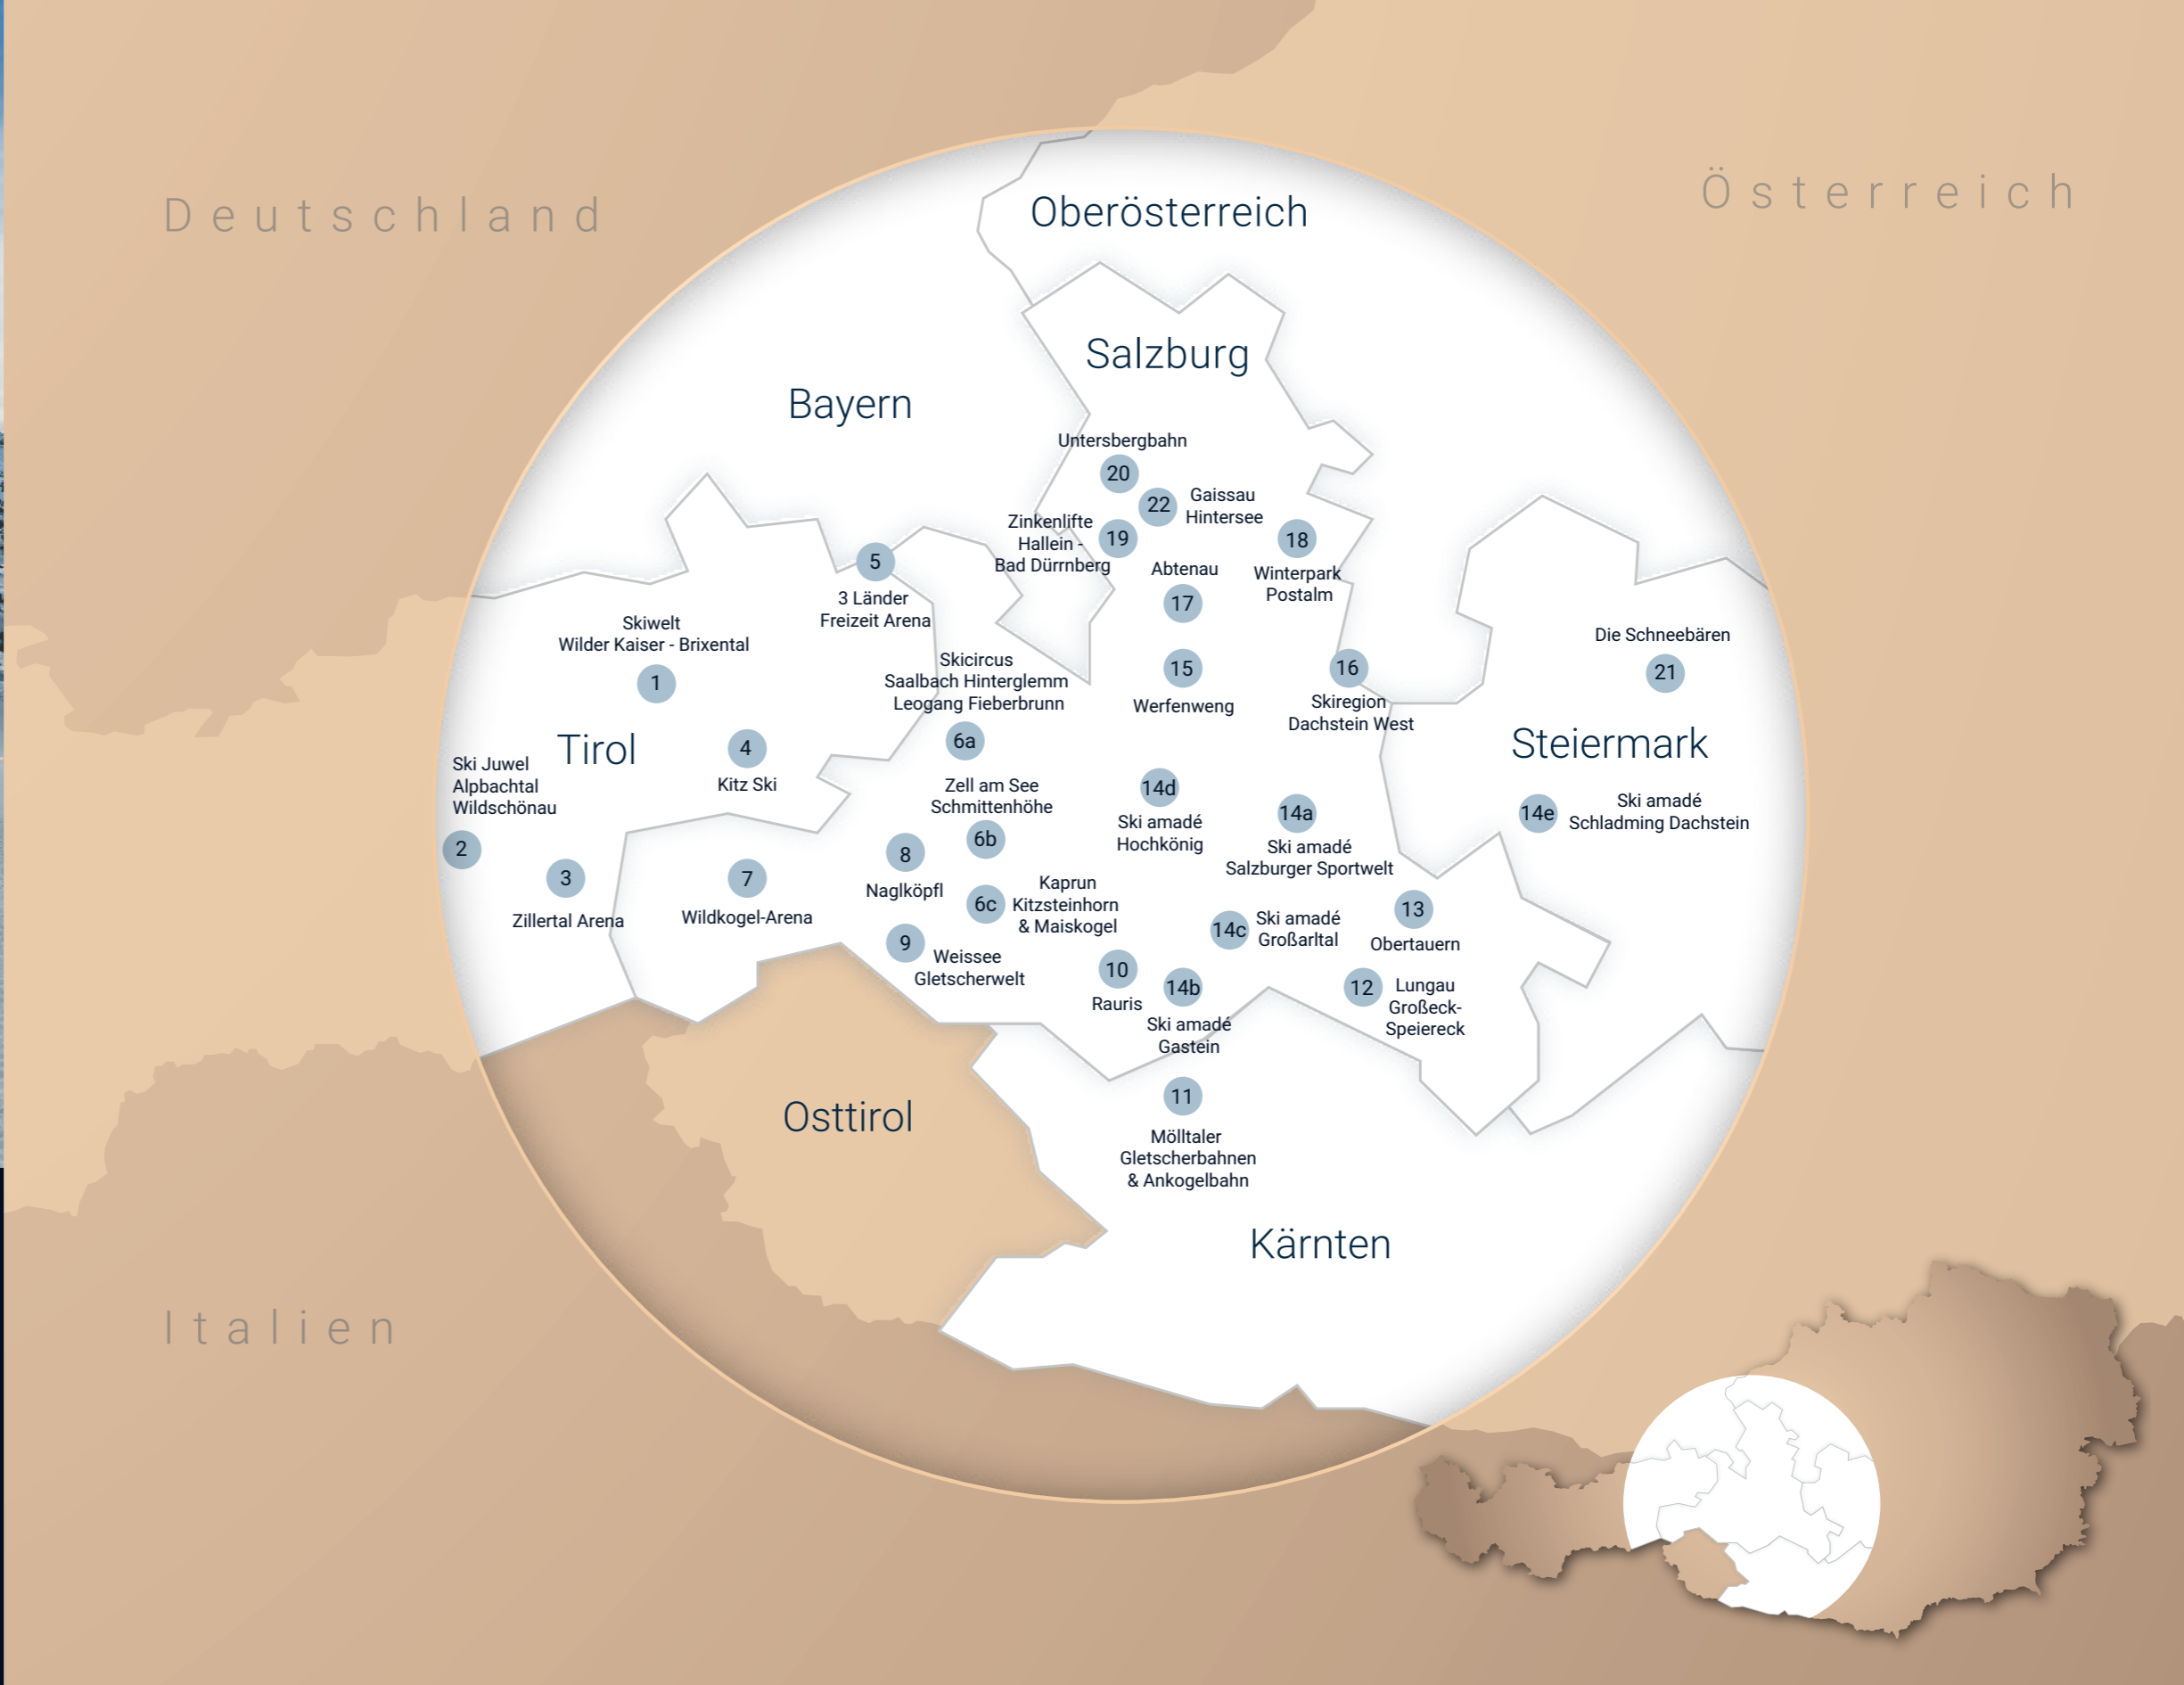 Deutschland
Österreich
Oberösterreich
Salzburg
Bayern
Untersbergbahn
20
22
Gaissau
Hintersee
Zinkenlifte
Hallein -
Bad Dürrnberg
19
18
Winterpark
Postalm
Abtenau
17
5
3 Länder
Freizeit Arena
Skiwelt
Wilder Kaiser - Brixental
1
Skicircus
Saalbach Hinterglemm
Leogang Fieberbrunn
6a
15
Werfenweng
16
Skiregion
Dachstein West
Die Schneebären
21
Tirol
4
Kitz Ski
Steiermark
Ski Juwel
Alpbachtal
Wildschönau
2
3
Zillertal Arena
7
Wildkogel-Arena
Zell am See
Schmittenhöhe
6b
8
Naglköpfl
14d
Ski amadé
Hochkönig
14a
Ski amadé
Salzburger Sportwelt
14e
Ski amadé
Schladming Dachstein
6c
Kaprun
Kitzsteinhorn
& Maiskogel
9
Weissee
Gletscherwelt
14c
Ski amadé
Großarltal
13
Obertauern
10
Rauris
14b
Ski amadé
Gastein
12
Lungau
Großeck-
Speiereck
11
Mölltaler
Gletscherbahnen
& Ankogelbahn
Osttirol
Kärnten
Italien